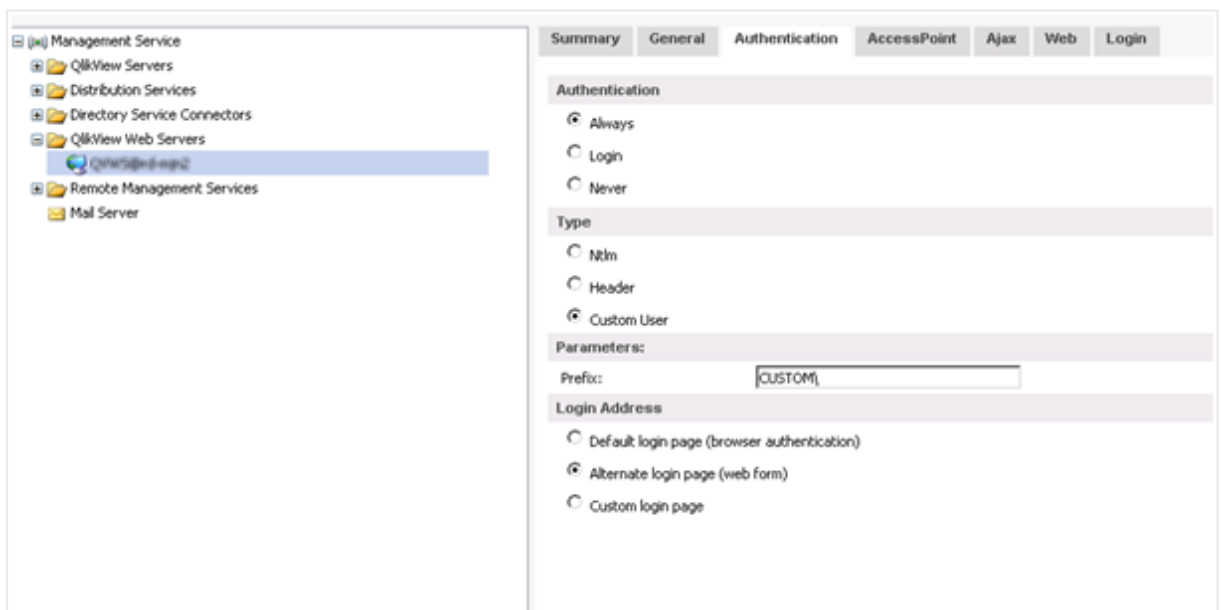 Management Service
QlikView Servers
Distribution Services
Directory Service Connectors
QlikView Web Servers
Remote Management Services
Mail Server
Summary General Authentication AccessPoint Ajax Web Login
Authentication
Always
Login
Never
Type
Ntlm
Header
Custom User
Parameters:
Prefix: CUSTOM\
Login Address
Default login page (browser authentication)
Alternate login page (web form)
Custom login page